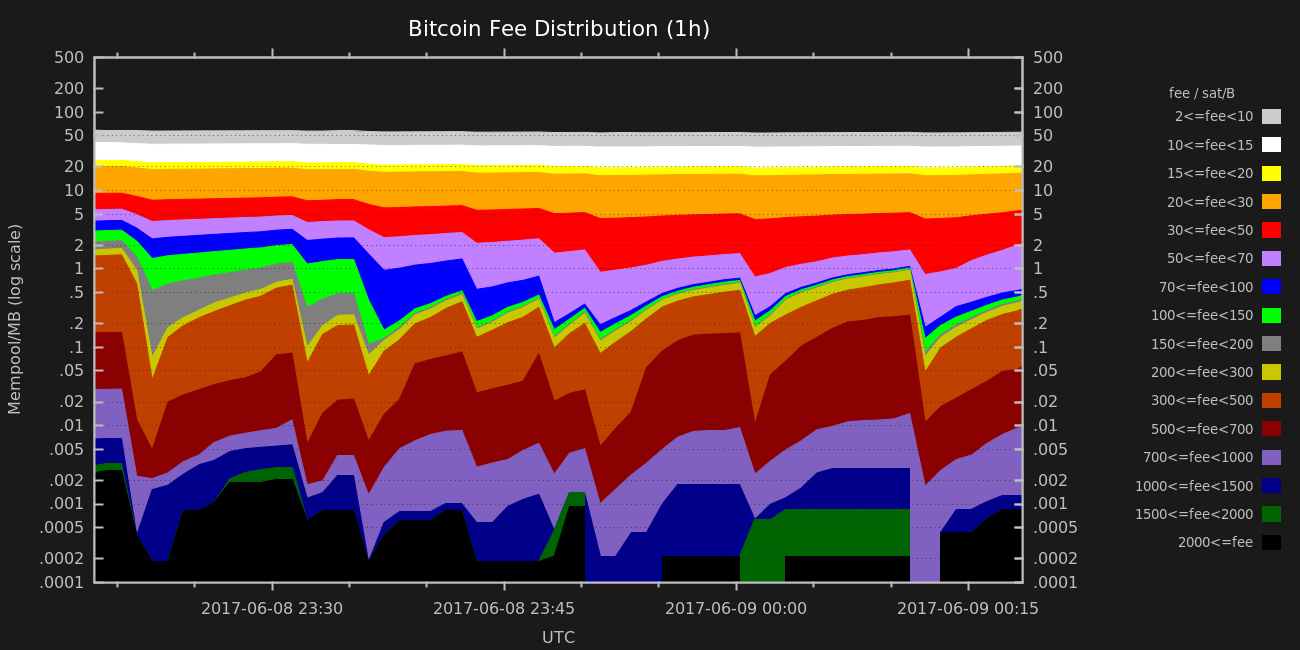 Bitcoin Fee Distribution (1h)
Mempool/MB (log scale)
500
200
100
50
20
10
5
2
1
.5
.2
.1
.05
.02
.01
.005
.002
.001
.0005
.0002
.0001
500
200
100
50
20
10
5
2
1
.5
.2
.1
.05
.02
.01
.005
.002
.001
.0005
.0002
.0001
2017-06-08 23:30
2017-06-08 23:45
2017-06-09 00:00
2017-06-09 00:15
UTC
fee / sat/B
2<=fee<10
10<=fee<15
15<=fee<20
20<=fee<30
30<=fee<50
50<=fee<70
70<=fee<100
100<=fee<150
150<=fee<200
200<=fee<300
300<=fee<500
500<=fee<700
700<=fee<1000
1000<=fee<1500
1500<=fee<2000
2000<=fee